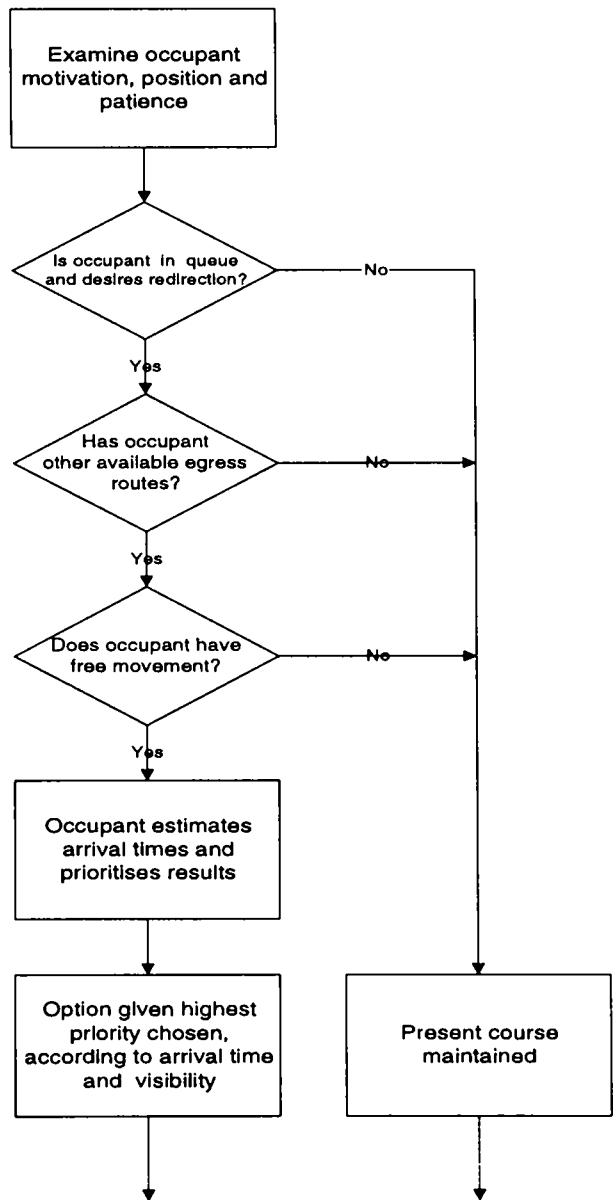 Examine occupant
motivation, position and
patience
Is occupant in queue
and desires redirection?
No
Yes
Has occupant
other available egress
routes?
No
Yes
Does occupant have
free movement?
No
Yes
Occupant estimates
arrival times and
prioritises results
Option given highest
priority chosen,
according to arrival time
and visibility
Present course
maintained